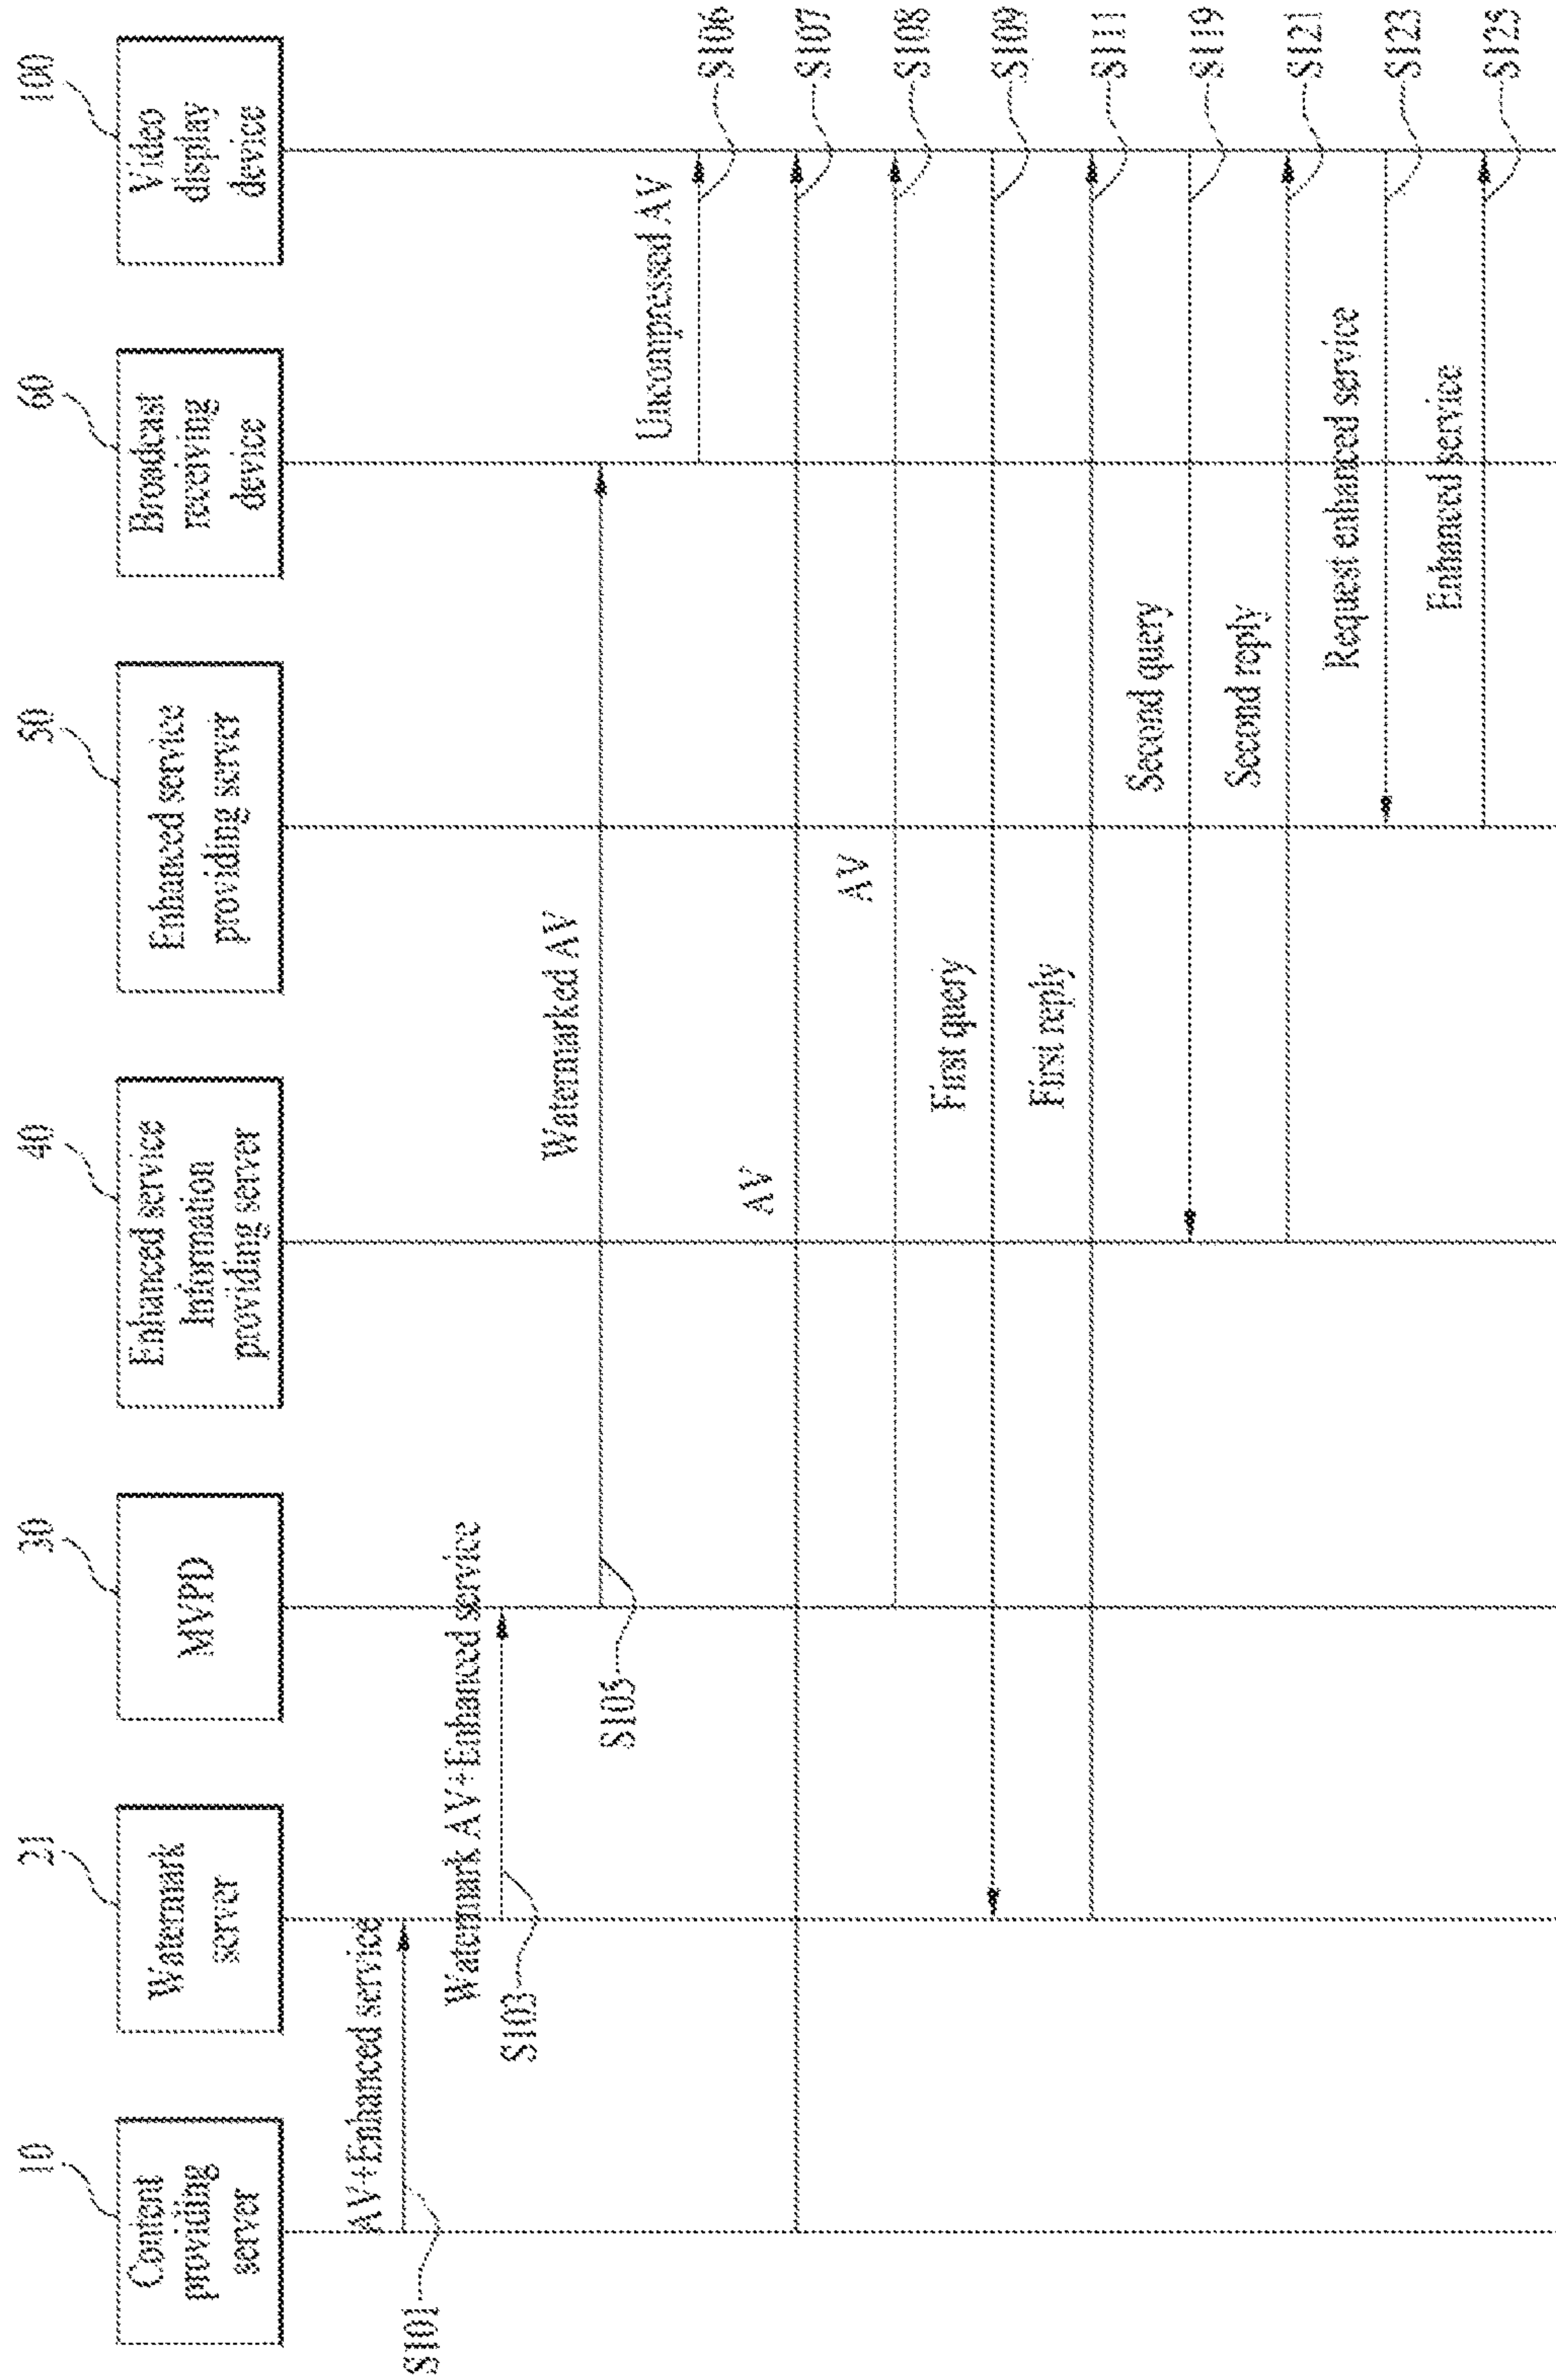 10
Content
providing
server
21
Watermark
server
30
MVPD
40
Enhanced service
Information
providing server
50
Enhanced service
providing server
60
Broadcast
receiving
device
100
Video
display
device
AV+Enhanced service
S101
Watermark AV+Enhanced service
S103
Watermarked AV
S105
Uncompressed AV
S106
AV
S107
AV
S108
First query
S109
First reply
S111
Second query
S119
Second reply
S121
Request enhanced service
S123
Enhanced service
S125